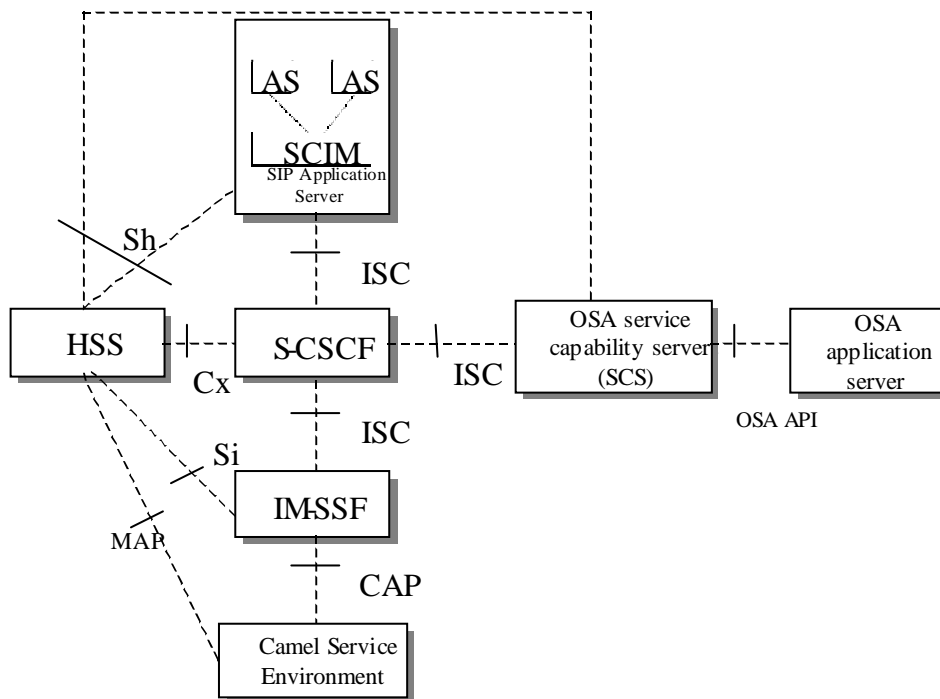 AS AS
SCIM
SIP Application
Server
Sh
ISC
HSS
S-CSCF
OSA service
capability server
(SCS)
OSA
application
server
Cx
ISC
OSA API
ISC
Si
IM-SSF
MAP
CAP
Camel Service
Environment